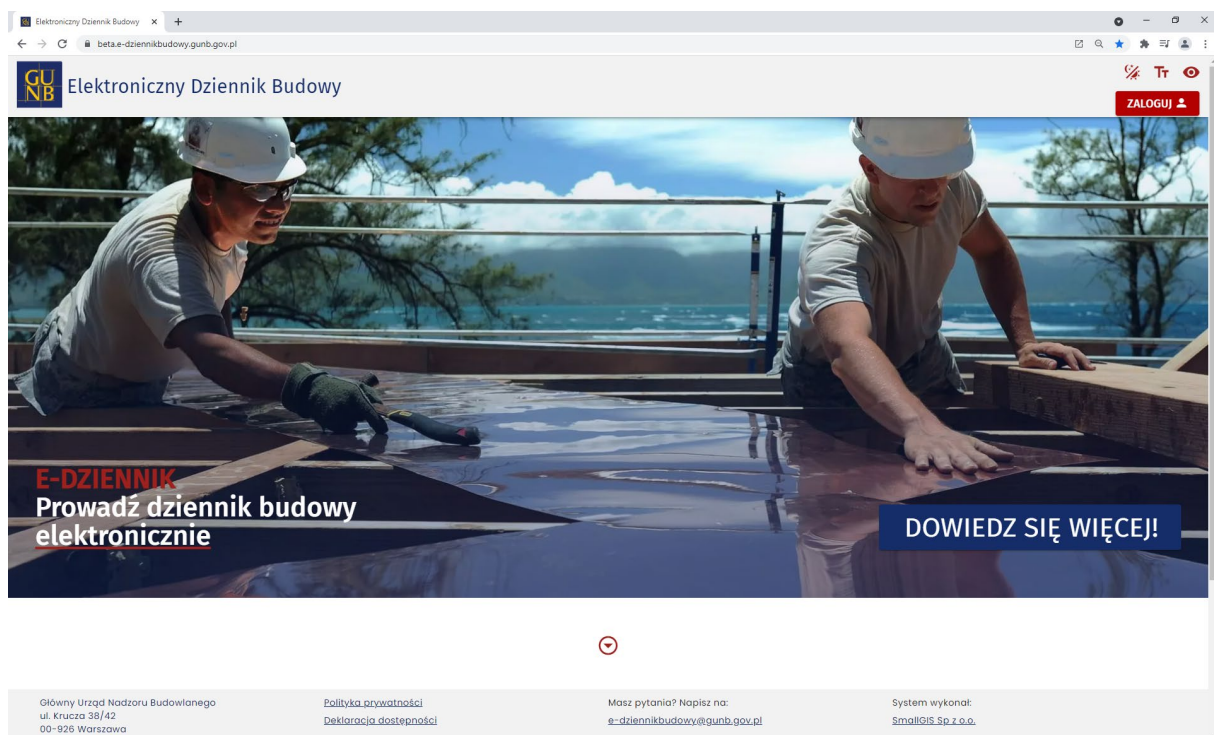 Elektroniczny Dziennik Budowy
beta.e-dziennikbudowy.gunb.gov.pl
GU
NB
Elektroniczny Dziennik Budowy
Tт
ZALOGUJ
E-DZIENNIK
Prowadź dziennik budowy
elektronicznie
DOWIEDZ SIĘ WIĘCEJ!
Główny Urząd Nadzoru Budowlanego
ul. Krucza 38/42
00-926 Warszawa
Polityka prywatności
Deklaracja dostępności
Masz pytania? Napisz na:
e-dziennikbudowy@gunb.gov.pl
System wykonał:
SmallGIS Sp z o.o.